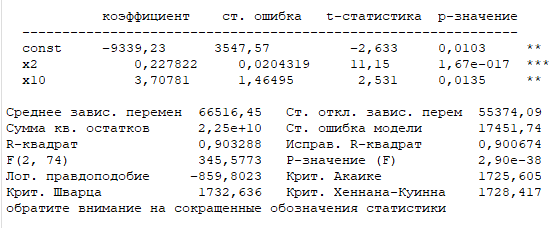 коэффициент ст. ошибка t-статистика p-значение
---------------------------------------------------------------
const −9339,23 3547,57 −2,633 0,0103 **
x2 0,227822 0,0204319 11,15 1,67e-017 ***
x10 3,70781 1,46495 2,531 0,0135 **
Среднее завис. перемен 66516,45 Ст. откл. завис. перем 55374,09
Сумма кв. остатков 2,25e+10 Ст. ошибка модели 17451,74
R-квадрат 0,903288 Исправ. R-квадрат 0,900674
F(2, 74) 345,5773 Р-значение (F) 2,90e-38
Лог. правдоподобие −859,8023 Крит. Акаике 1725,605
Крит. Шварца 1732,636 Крит. Хеннана-Куинна 1728,417
обратите внимание на сокращенные обозначения статистики